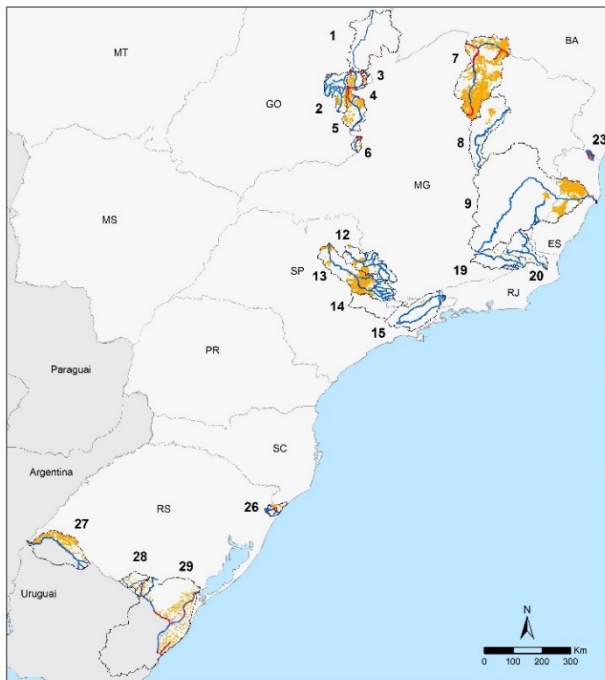 1
7
BA
MT
3
GO
2
4
5
6
8
23
MG
9
MS
ES
12
19
20
SP
13
RJ
14
15
PR
Paraguai
SC
Argentina
26
RS
27
28
29
Uruguai
N
Km
0 100 200 300